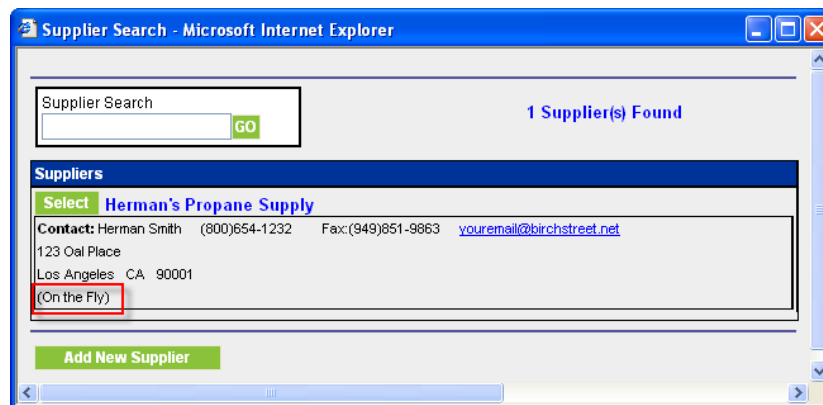 Supplier Search - Microsoft Internet Explorer
Supplier Search
GO
1 Supplier(s) Found
Suppliers
Select Herman's Propane Supply
Contact: Herman Smith (800)654-1232 Fax:(949)851-9863 youremail@birchstreet.net
123 Oal Place
Los Angeles CA 90001
(On the Fly)
Add New Supplier